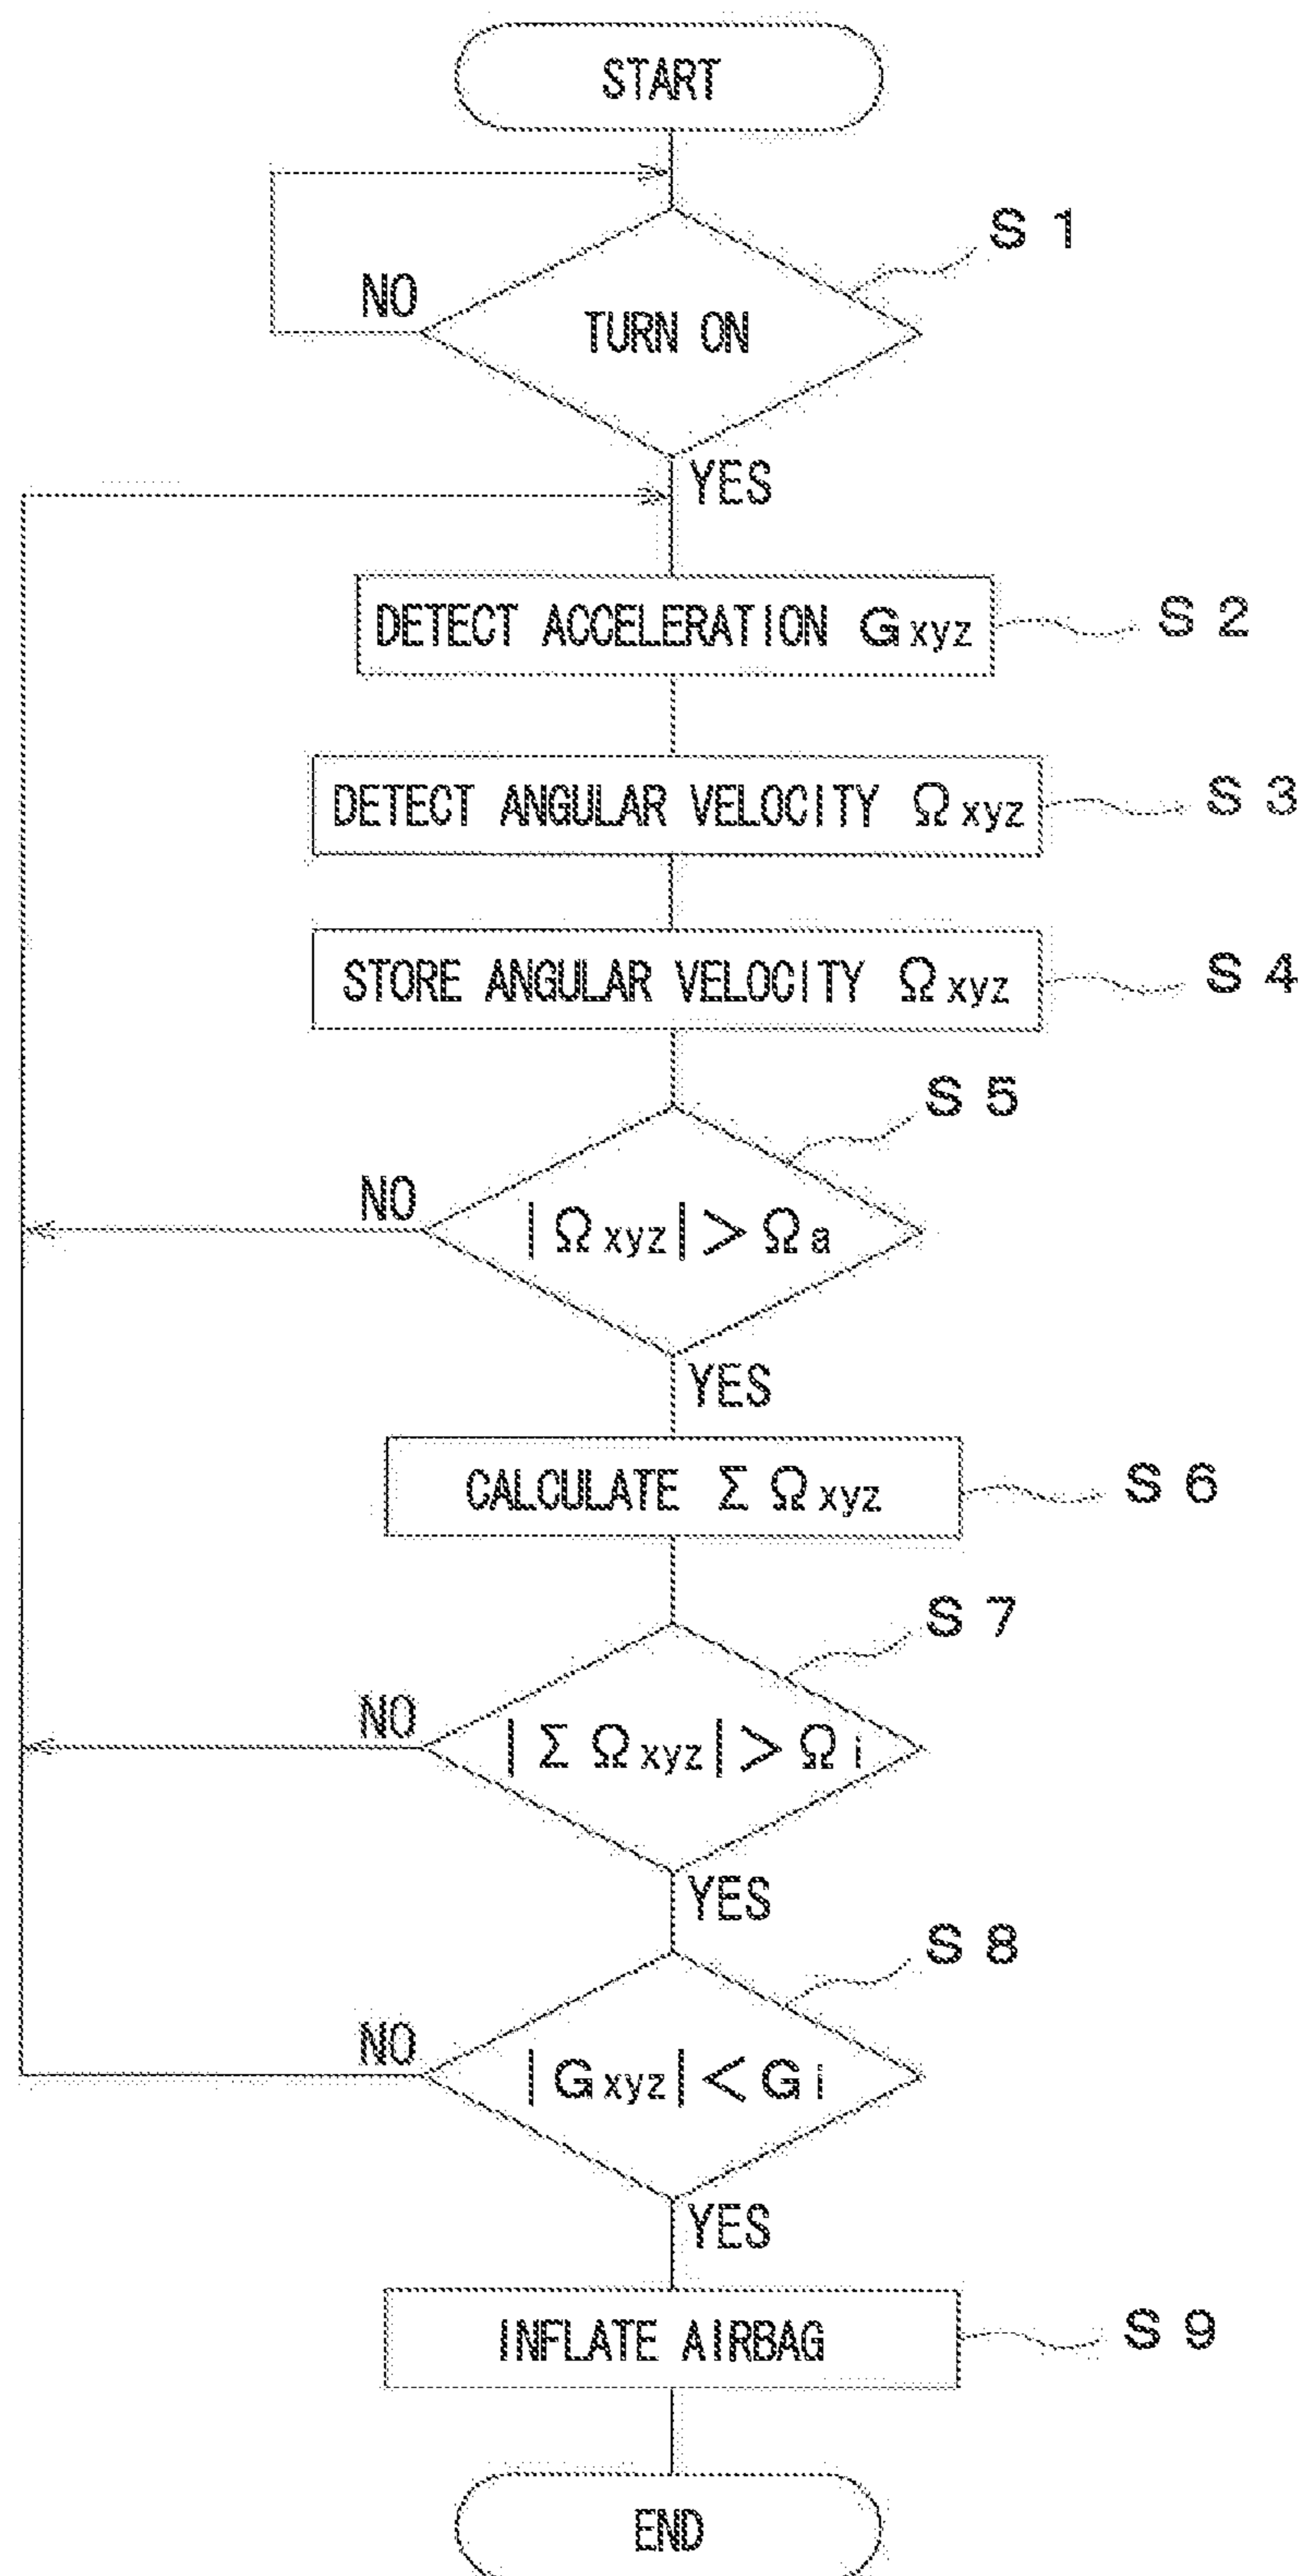 START
S 1
NO
TURN ON
YES
DETECT ACCELERATION Gxyz
S 2
DETECT ANGULAR VELOCITY Ωxyz
S 3
STORE ANGULAR VELOCITY Ωxyz
S 4
S 5
NO
|Ωxyz|>Ωa
YES
CALCULATE ΣΩxyz
S 6
S 7
NO
|ΣΩxyz|>Ωi
YES
S 8
NO
|Gxyz|<Gi
YES
INFLATE AIRBAG
S 9
END